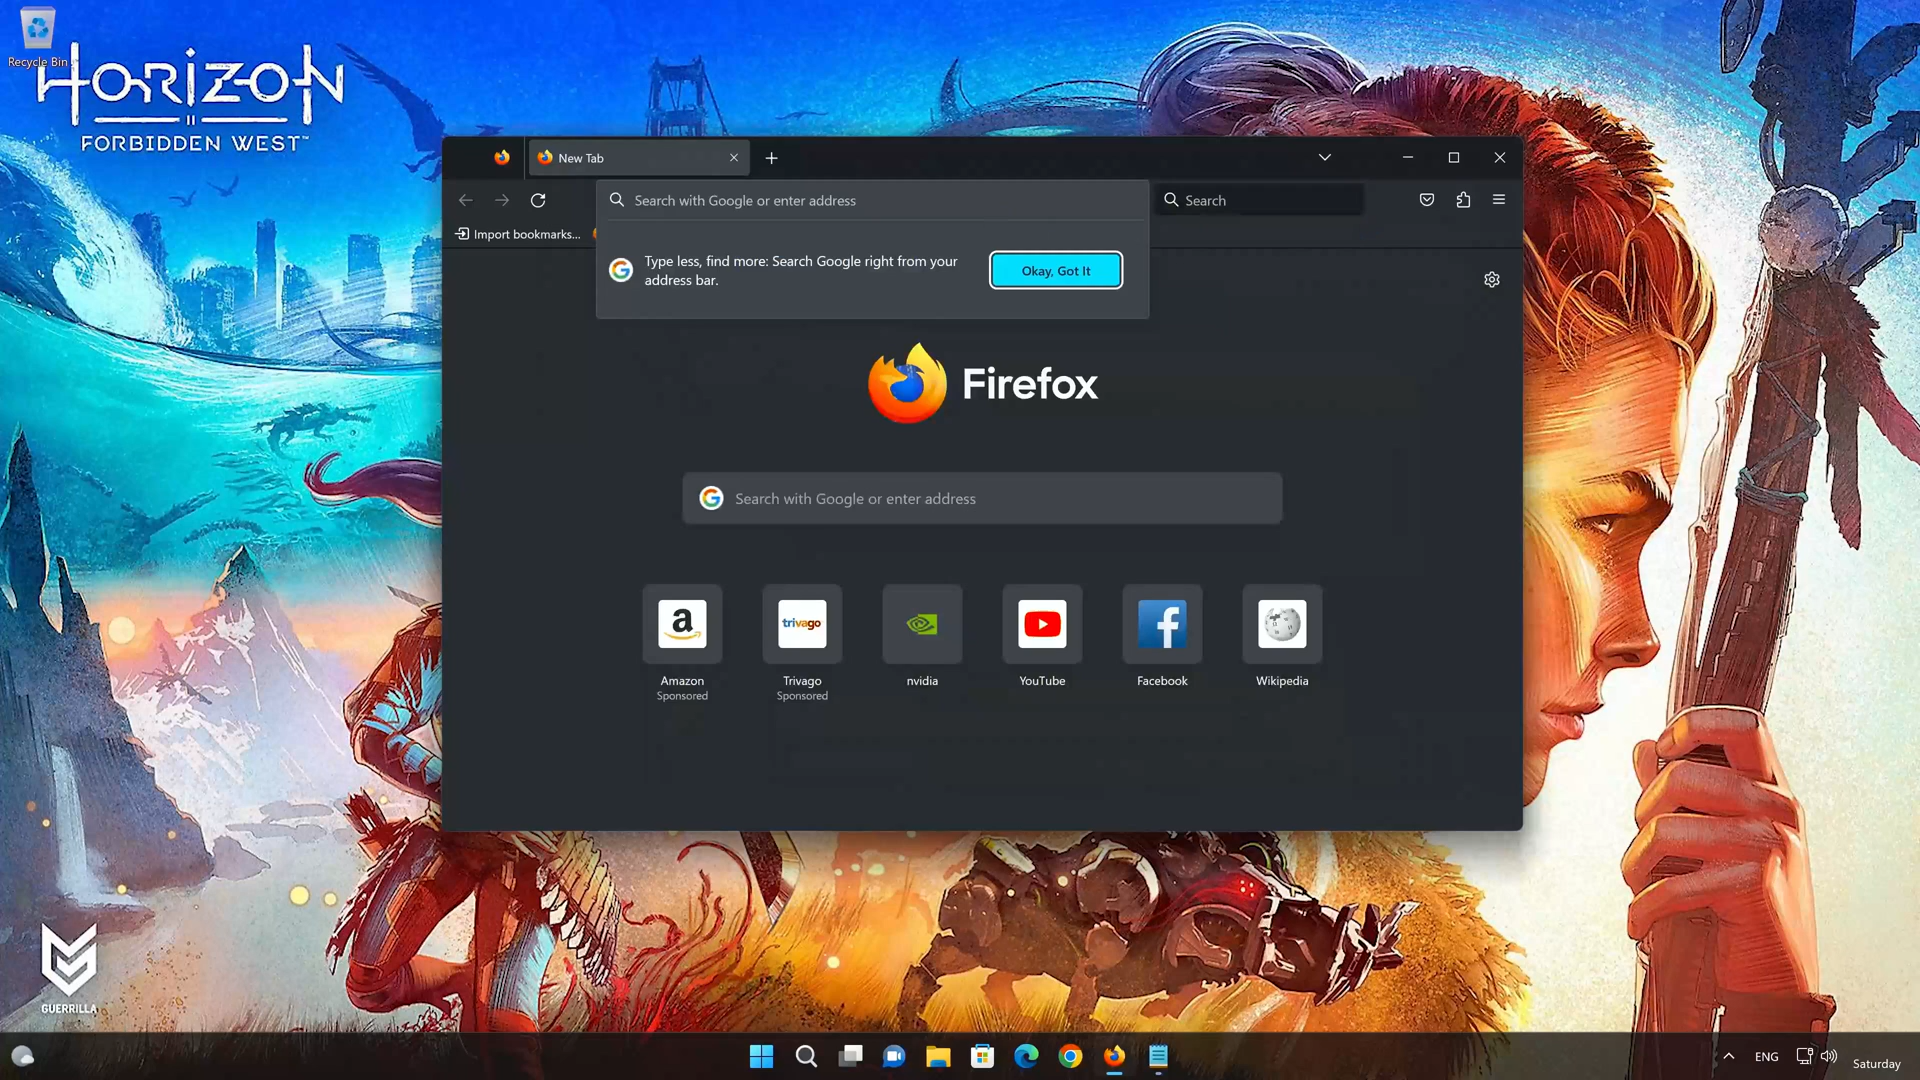 Recycle Bin
HORIZON
FORBIDDEN WEST™
New Tab
Search with Google or enter address
Search
Import bookmarks...
Type less, find more: Search Google right from your
address bar.
Okay, Got It
Firefox
Search with Google or enter address
a
trivago
Amazon
Sponsored
Trivago
Sponsored
nvidia
YouTube
Facebook
Wikipedia
GUERRILLA
ENG
Saturday